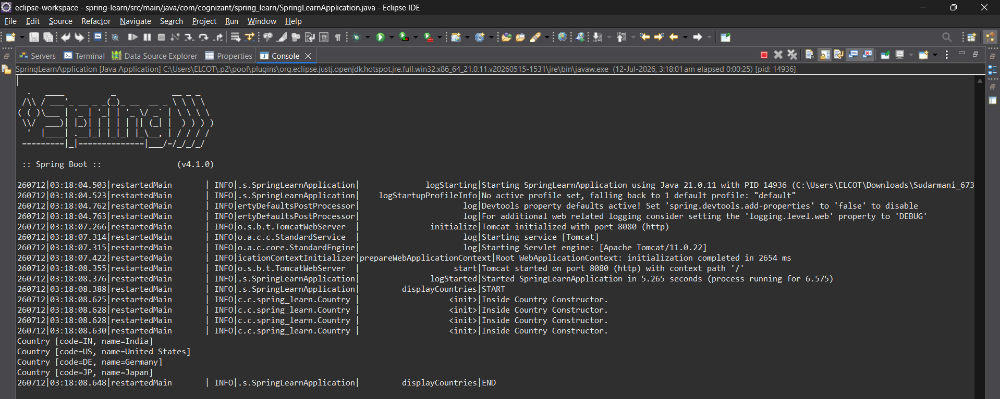 eclipse-workspace - spring-learn/src/main/java/com/cognizant/spring_learn/SpringLearnApplication.java - Eclipse IDE
File Edit Source Refactor Navigate Search Project Run Window Help
Servers Terminal Data Source Explorer Properties Console
SpringLearnApplication [Java Application] C:\Users\ELCOT\.p2\pool\plugins\org.eclipse.justj.openjdk.hotspot.jre.full.win32.x86_64_21.0.11.v20260515-1531\jre\bin\javaw.exe (12-Jul-2026, 3:18:01 am elapsed 0:00:25) [pid: 14936]
Spring
:: Spring Boot :: (v4.1.0)
260712|03:18:04.503|restartedMain | INFO|.s.SpringLearnApplication| logStarting|Starting SpringLearnApplication using Java 21.0.11 with PID 14936 (C:\Users\ELCOT\Downloads\Sudarmani_673
260712|03:18:04.523|restartedMain | INFO|.s.SpringLearnApplication| logStartupProfileInfo|No active profile set, falling back to 1 default profile: "default"
260712|03:18:04.762|restartedMain | INFO|ertyDefaultsPostProcessor| log|Devtools property defaults active! Set 'spring.devtools.add-properties' to 'false' to disable
260712|03:18:04.763|restartedMain | INFO|ertyDefaultsPostProcessor| log|For additional web related logging consider setting the 'logging.level.web' property to 'DEBUG'
260712|03:18:07.266|restartedMain | INFO|o.s.b.t.TomcatWebServer | initialize|Tomcat initialized with port 8080 (http)
260712|03:18:07.314|restartedMain | INFO|o.a.c.c.StandardService | log|Starting service [Tomcat]
260712|03:18:07.315|restartedMain | INFO|o.a.c.core.StandardEngine| log|Starting Servlet engine: [Apache Tomcat/11.0.22]
260712|03:18:07.422|restartedMain | INFO|icationContextInitializer|prepareWebApplicationContext|Root WebApplicationContext: initialization completed in 2654 ms
260712|03:18:08.355|restartedMain | INFO|o.s.b.t.TomcatWebServer | start|Tomcat started on port 8080 (http) with context path '/'
260712|03:18:08.376|restartedMain | INFO|.s.SpringLearnApplication| logStarted|Started SpringLearnApplication in 5.265 seconds (process running for 6.575)
260712|03:18:08.388|restartedMain | INFO|.s.SpringLearnApplication| displayCountries|START
260712|03:18:08.625|restartedMain | INFO|c.c.spring_learn.Country | <init>|Inside Country Constructor.
260712|03:18:08.628|restartedMain | INFO|c.c.spring_learn.Country | <init>|Inside Country Constructor.
260712|03:18:08.628|restartedMain | INFO|c.c.spring_learn.Country | <init>|Inside Country Constructor.
260712|03:18:08.630|restartedMain | INFO|c.c.spring_learn.Country | <init>|Inside Country Constructor.
Country [code=IN, name=India]
Country [code=US, name=United States]
Country [code=DE, name=Germany]
Country [code=JP, name=Japan]
260712|03:18:08.648|restartedMain | INFO|.s.SpringLearnApplication| displayCountries|END